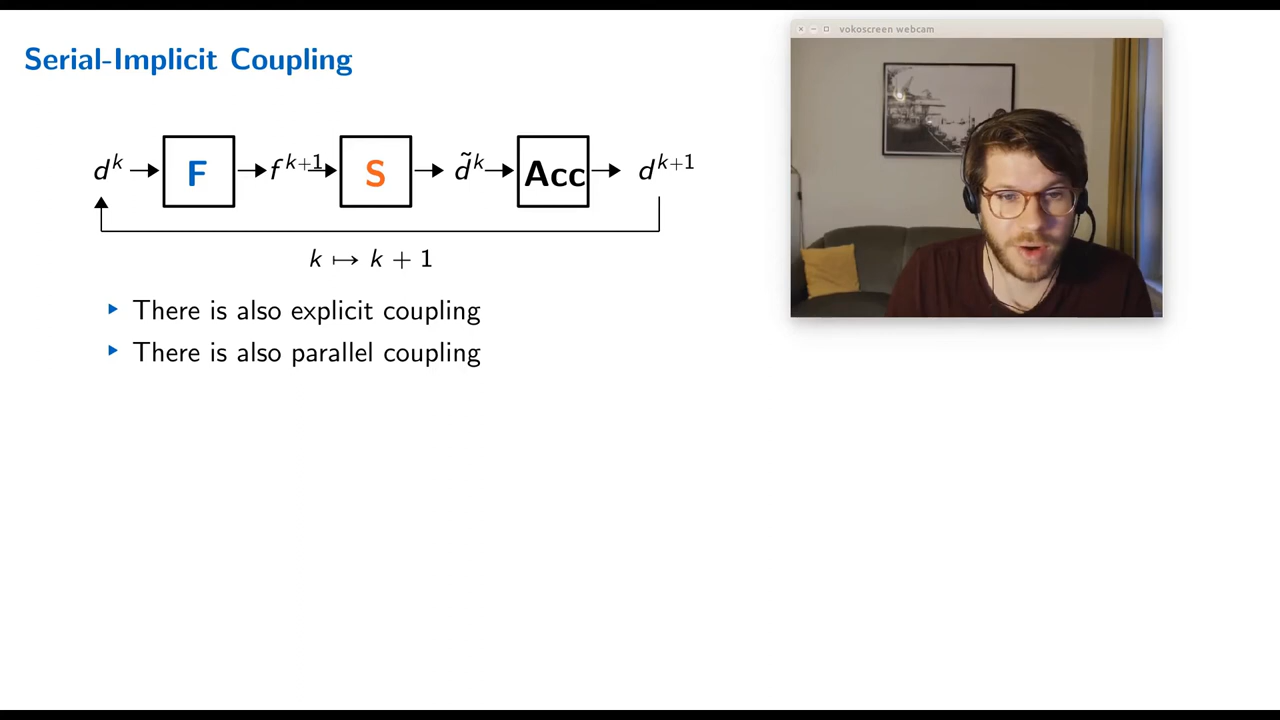 Serial-Implicit Coupling
vokoscreen webcam
d^k F f^{k+1} S d̃^k Acc d^{k+1}
k ↦ k + 1
There is also explicit coupling
There is also parallel coupling